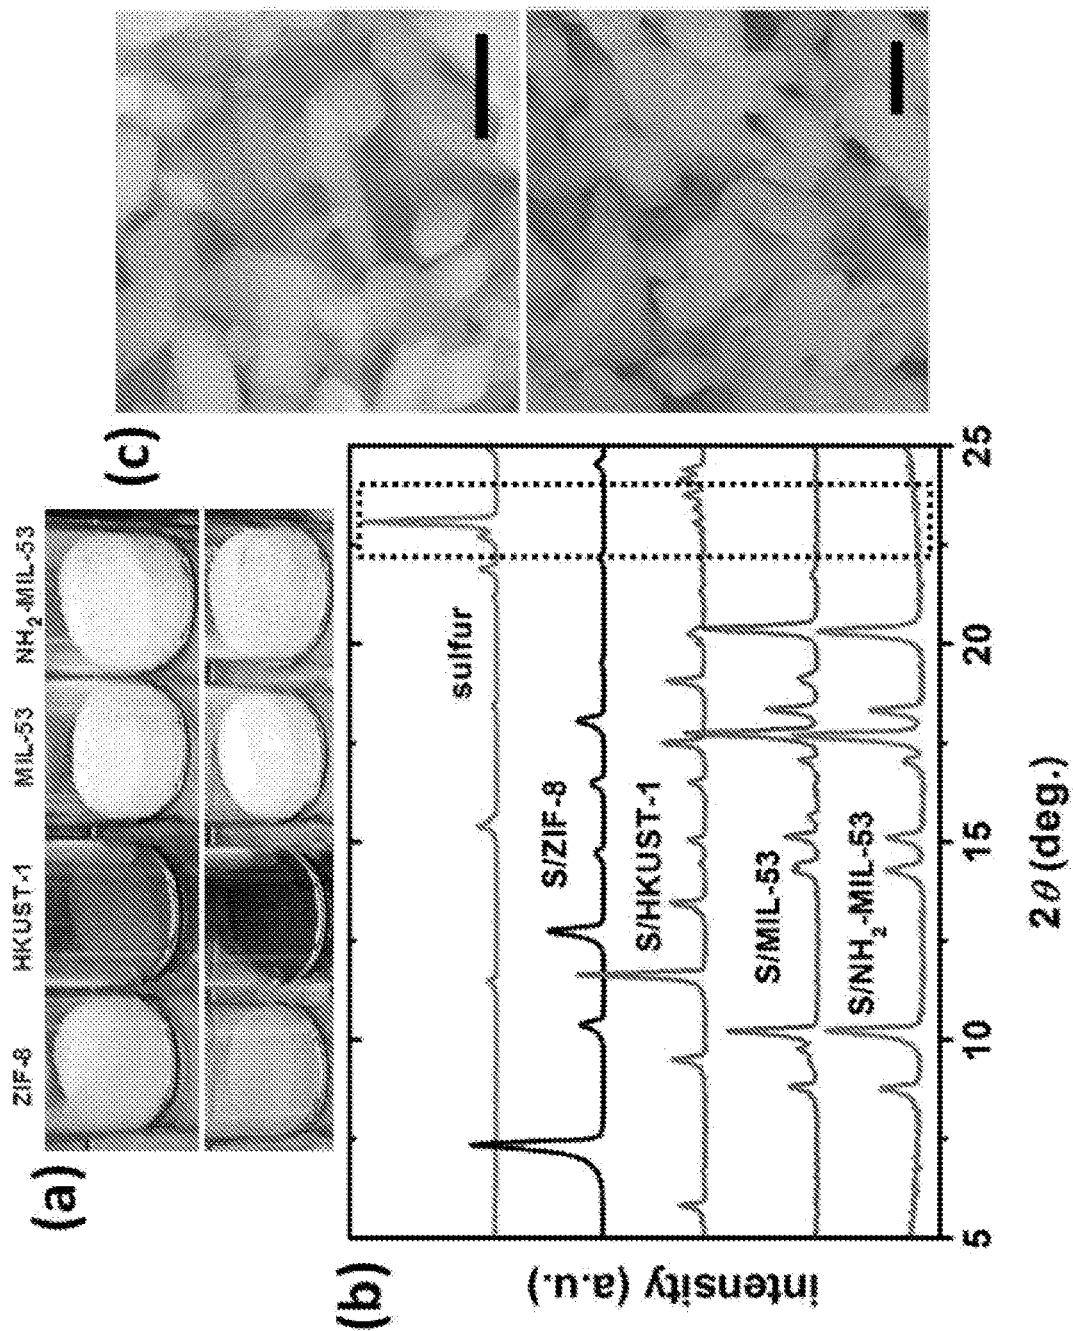 (a)
ZIF-8 HKUST-1 MIL-53 NH2-MIL-53
(b)
intensity (a.u.)
sulfur
S/ZIF-8
S/HKUST-1
S/MIL-53
S/NH2-MIL-53
5 10 15 20 25
2θ (deg.)
(c)